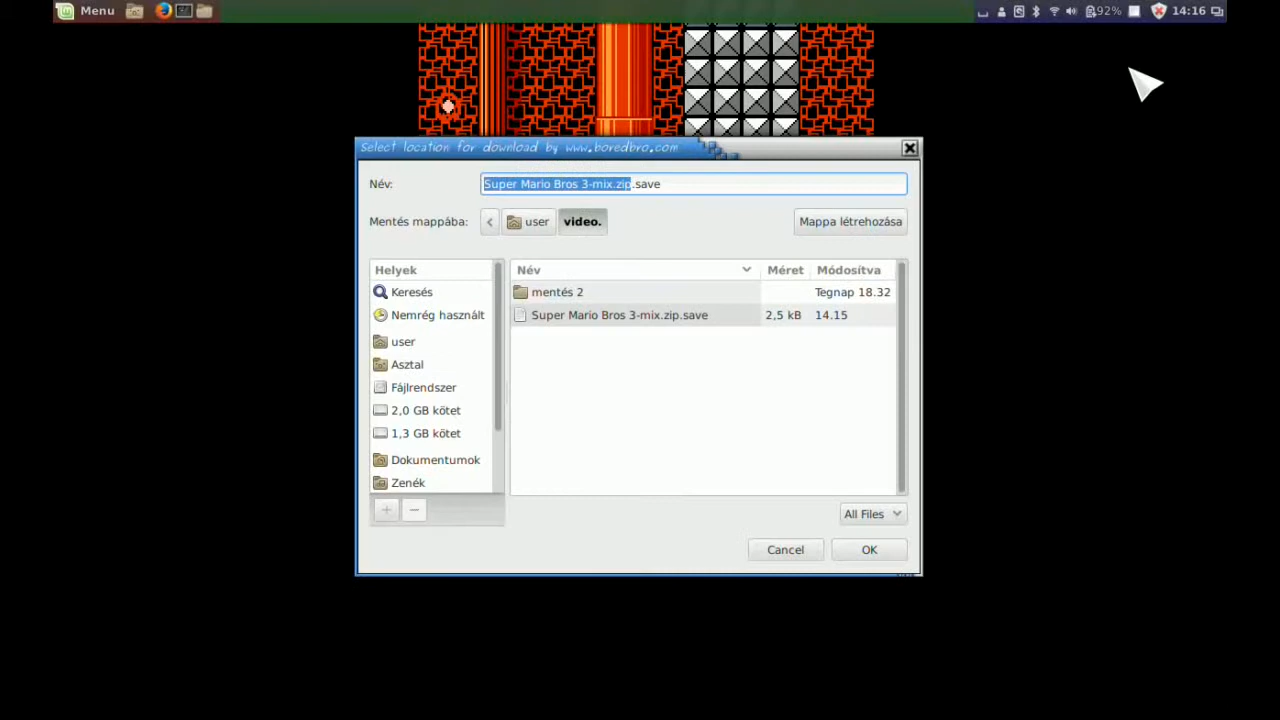 Menu
92%
14:16
Select location for download by www.boredbro.com
Név:
Super Mario Bros 3-mix.zip.save
Mentés mappába:
user
video.
Mappa létrehozása
Helyek
Név
Méret
Módosítva
Keresés
mentés 2
Tegnap 18.32
Nemrég használt
Super Mario Bros 3-mix.zip.save
2,5 kB
14.15
user
Asztal
Fájlrendszer
2,0 GB kötet
1,3 GB kötet
Dokumentumok
Zenék
All Files
Cancel
OK